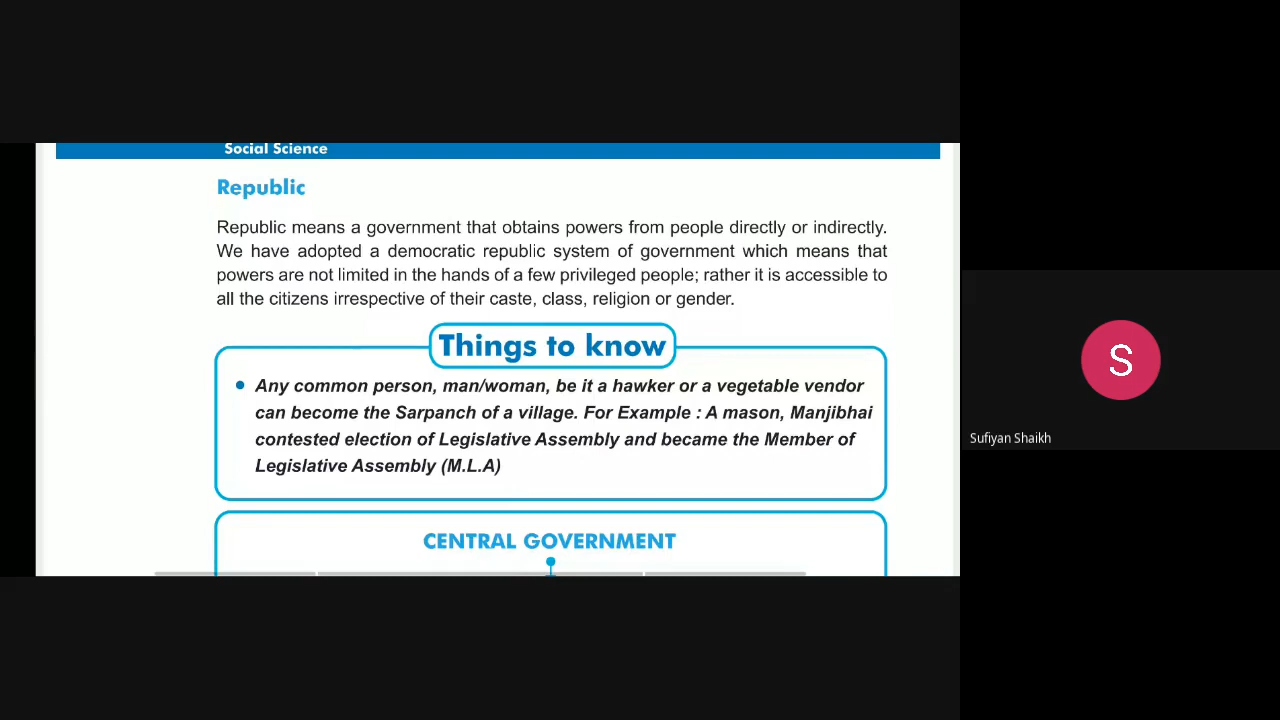 Social Science
Republic
Republic means a government that obtains powers from people directly or indirectly.
We have adopted a democratic republic system of government which means that
powers are not limited in the hands of a few privileged people; rather it is accessible to
all the citizens irrespective of their caste, class, religion or gender.
Things to know
Any common person, man/woman, be it a hawker or a vegetable vendor
can become the Sarpanch of a village. For Example : A mason, Manjibhai
contested election of Legislative Assembly and became the Member of
Legislative Assembly (M.L.A)
CENTRAL GOVERNMENT
S
Sufiyan Shaikh